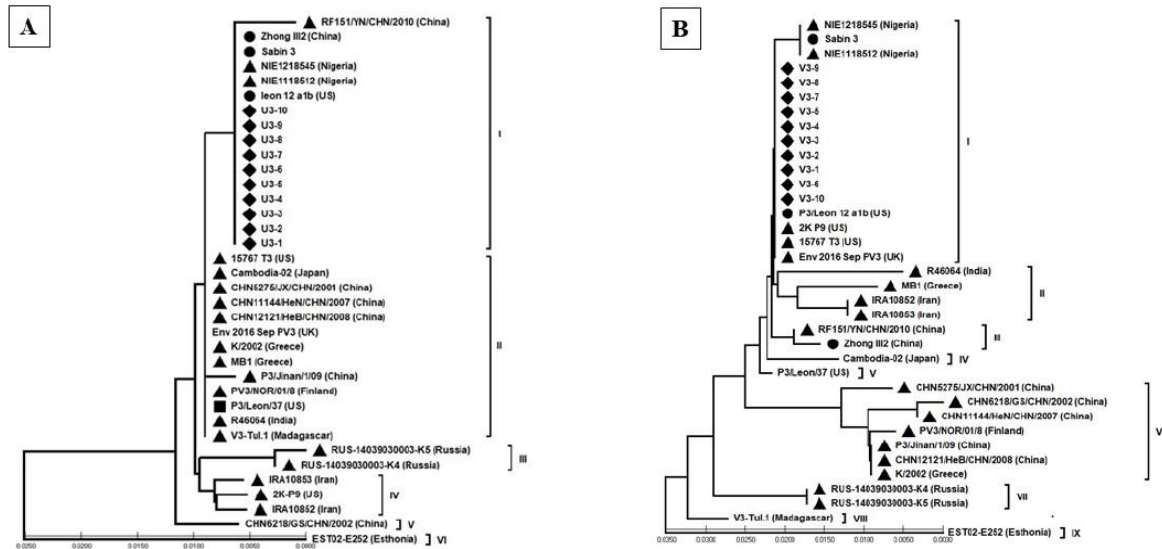 A
RF151/YN/CHN/2010 (China)
Zhong III2 (China)
Sabin 3
NIE1218545 (Nigeria)
NIE1118512 (Nigeria)
leon 12 a1b (US)
U3-10
U3-9
U3-8
U3-7
U3-6
U3-5
U3-4
U3-3
U3-2
U3-1
I
15767 T3 (US)
Cambodia-02 (Japan)
CHN5275/JX/CHN/2001 (China)
CHN11144/HeN/CHN/2007 (China)
CHN12121/HeB/CHN/2008 (China)
Env 2016 Sep PV3 (UK)
K/2002 (Greece)
MB1 (Greece)
P3/Jinan/1/09 (China)
PV3/NOR/01/8 (Finland)
P3/Leon/37 (US)
R46064 (India)
V3-Tul.1 (Madagascar)
II
RUS-14039030003-K5 (Russia)
RUS-14039030003-K4 (Russia)
III
IRA10853 (Iran)
2K-P9 (US)
IRA10852 (Iran)
IV
CHN6218/GS/CHN/2002 (China) V
EST02-E252 (Esthonia) VI
0.0250 0.0200 0.0150 0.0100 0.0050 0.0000
B
NIE1218545 (Nigeria)
Sabin 3
NIE1118512 (Nigeria)
V3-9
V3-8
V3-7
V3-5
V3-4
V3-3
V3-2
V3-1
V3-6
V3-10
P3/Leon 12 a1b (US)
2K P9 (US)
15767 T3 (US)
Env 2016 Sep PV3 (UK)
I
R46064 (India)
MB1 (Greece)
IRA10852 (Iran)
IRA10853 (Iran)
II
RF151/YN/CHN/2010 (China)
Zhong III2 (China)
III
Cambodia-02 (Japan) IV
P3/Leon/37 (US) V
CHN5275/JX/CHN/2001 (China)
CHN6218/GS/CHN/2002 (China)
CHN11144/HeN/CHN/2007 (China)
PV3/NOR/01/8 (Finland)
P3/Jinan/1/09 (China)
CHN12121/HeB/CHN/2008 (China)
K/2002 (Greece)
V
RUS-14039030003-K4 (Russia)
RUS-14039030003-K5 (Russia)
VII
V3-Tul.1 (Madagascar) VIII
EST02-E252 (Esthonia) IX
0.0350 0.0300 0.0250 0.0200 0.0150 0.0100 0.0050 0.0000